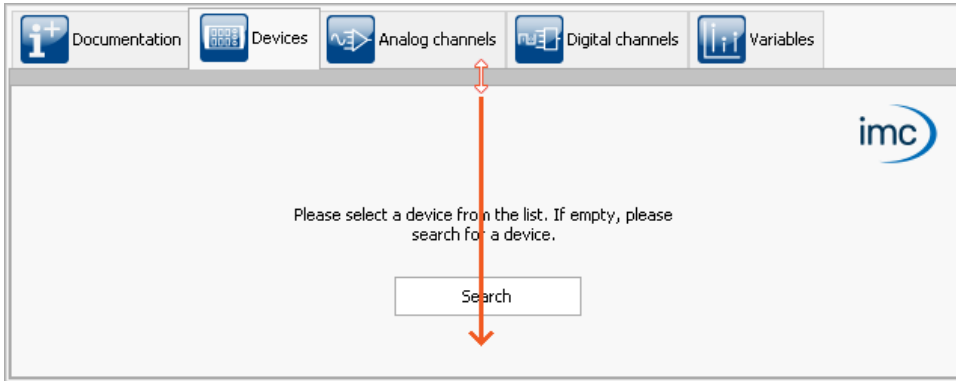 Documentation
Devices
Analog channels
Digital channels
Variables
imc
Please select a device from the list. If empty, please
search for a device.
Search